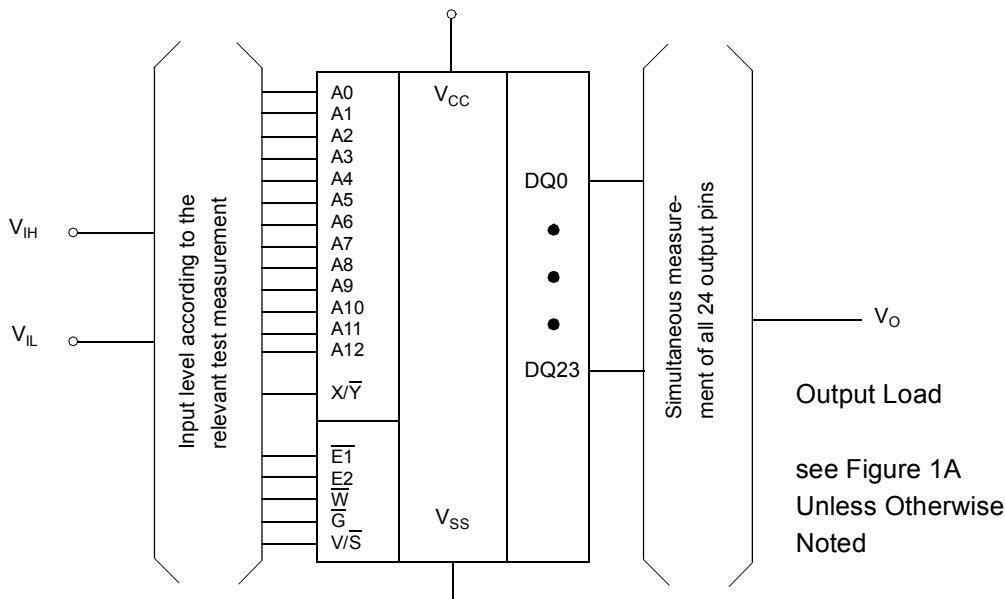 V_IH
V_IL
Input level according to the
relevant test measurement
A0
A1
A2
A3
A4
A5
A6
A7
A8
A9
A10
A11
A12
X/Y̅
E̅1̅
E2
W̅
G̅
V/S̅
V_CC
V_SS
DQ0
DQ23
Simultaneous measure-
ment of all 24 output pins
V_O
Output Load
see Figure 1A
Unless Otherwise
Noted